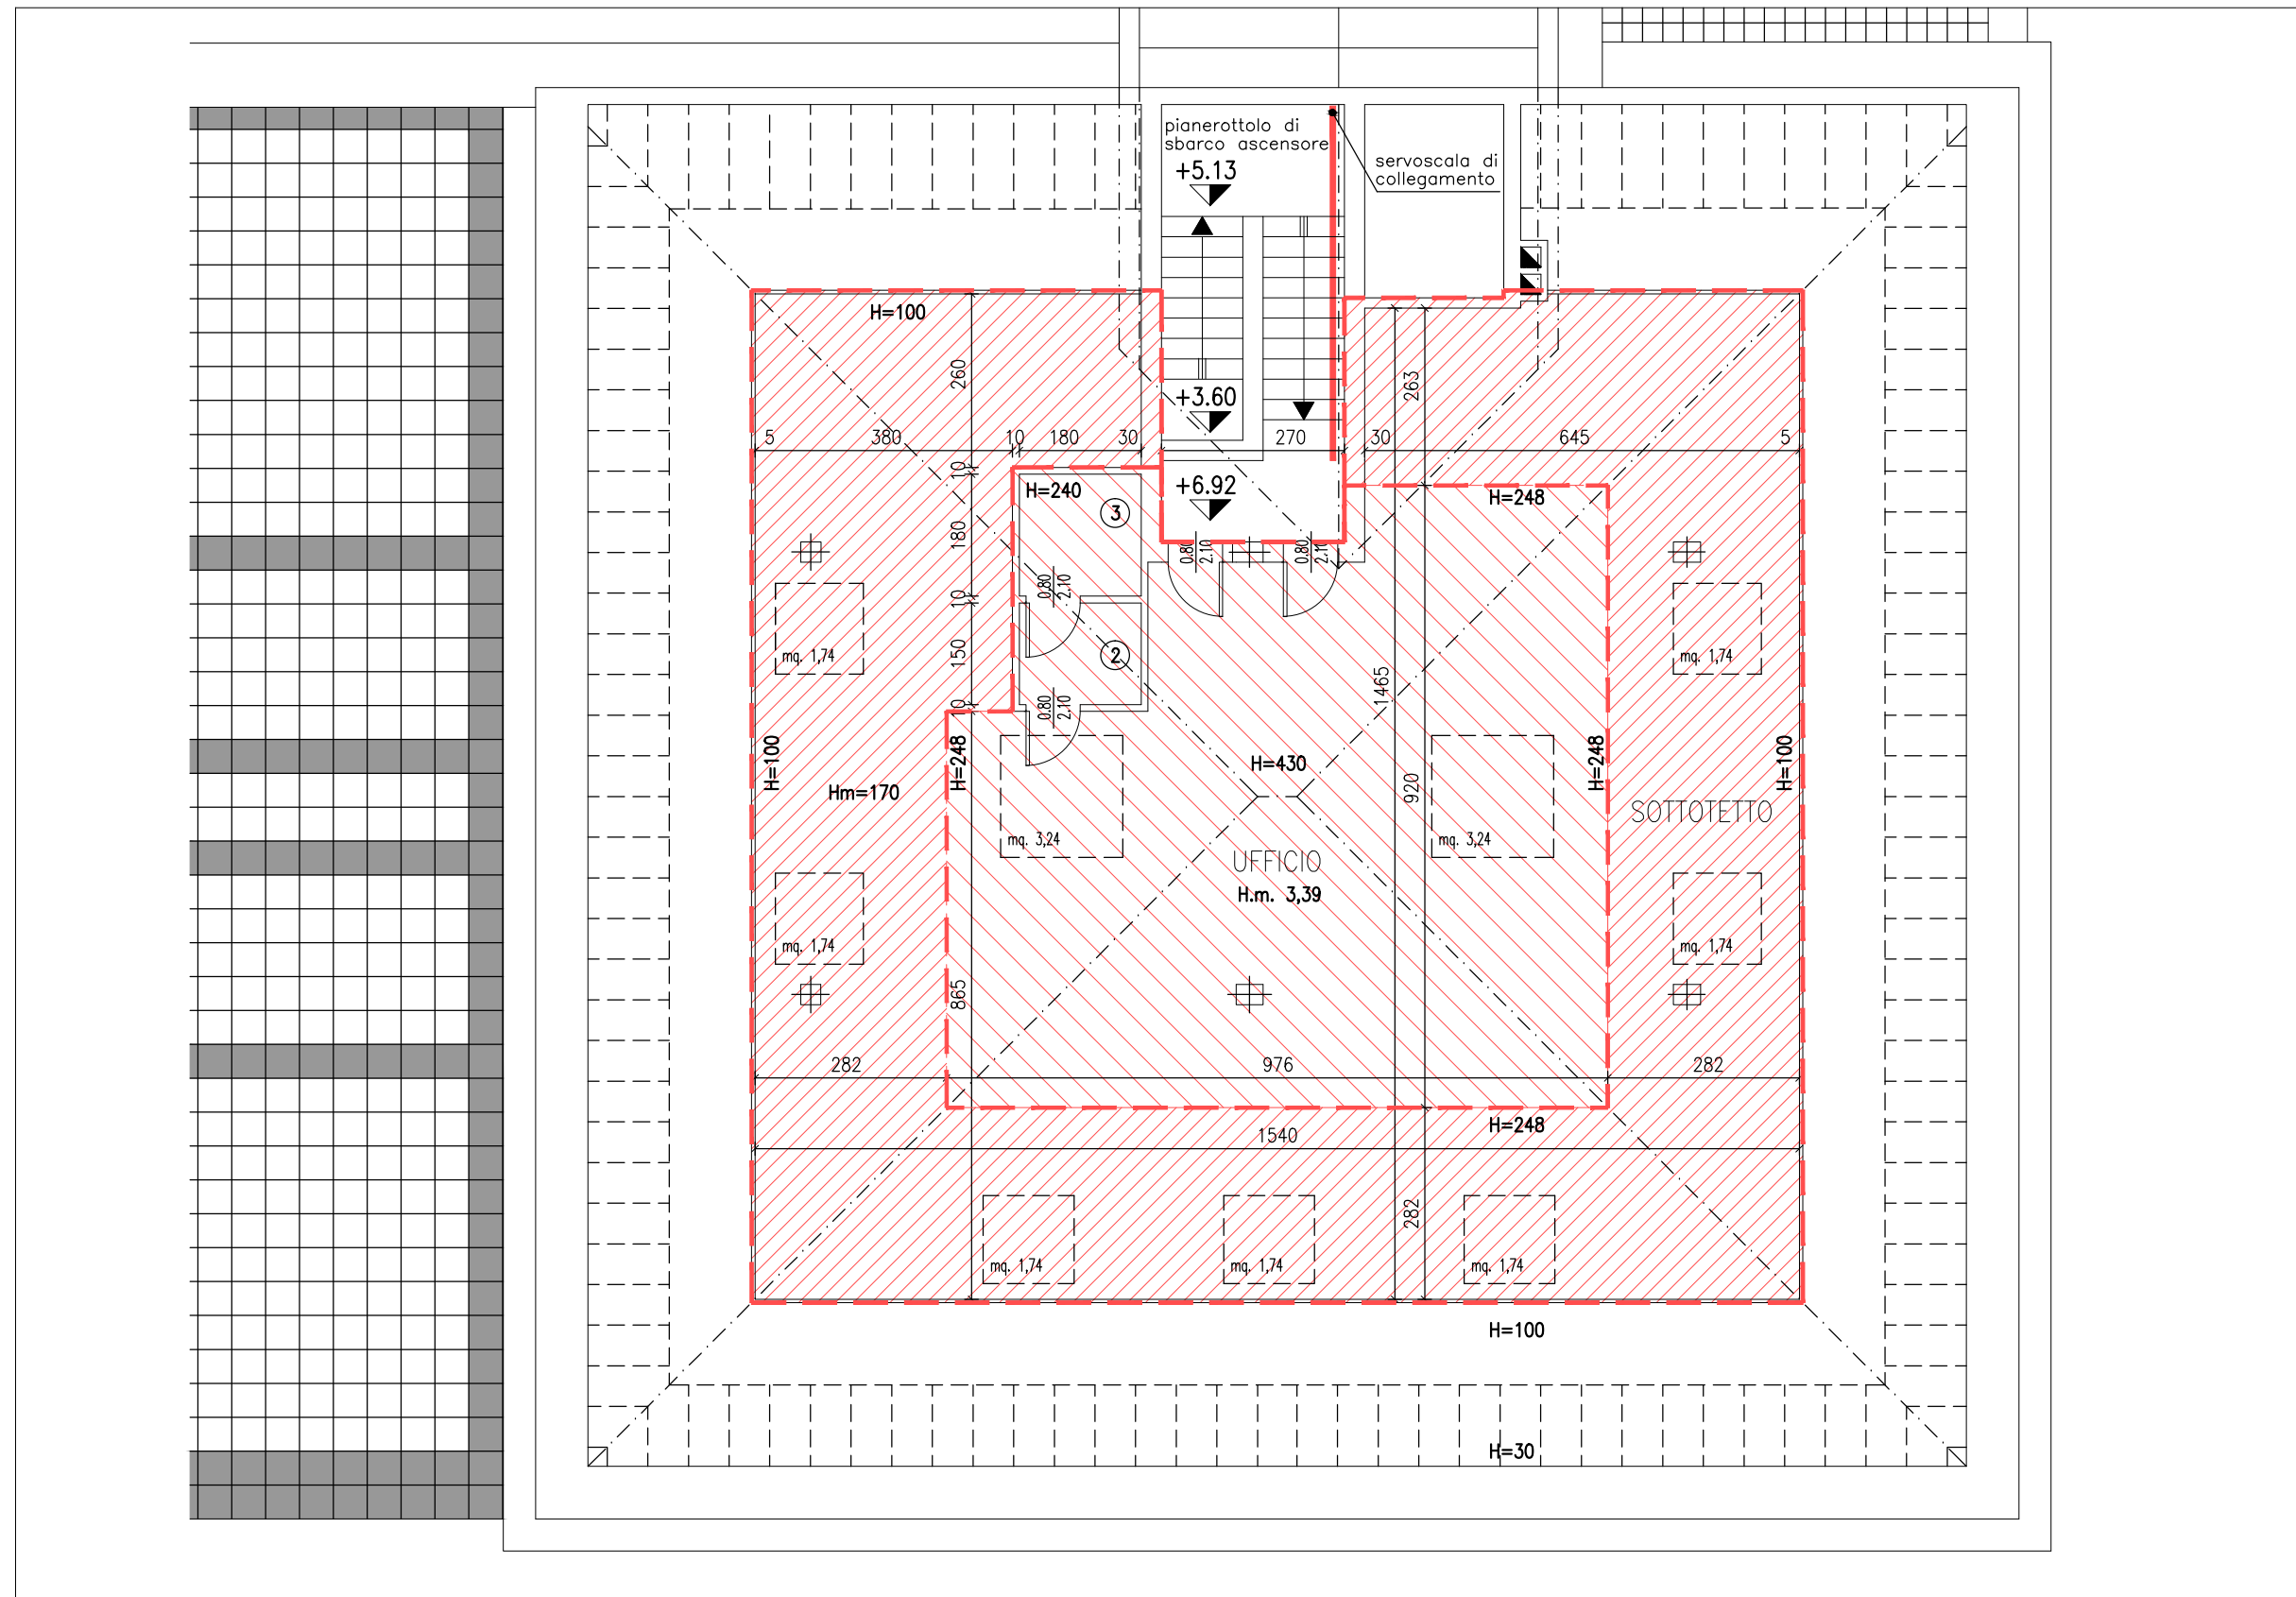 pianerottolo di
sbarco ascensore
+5.13
servoscala di
collegamento
H=100
260
+3.60
263
5
380
10
180
30
270
30
645
5
10
H=240
3
+6.92
H=248
180
0.80
2.10
0.80
2.10
10
0.80
2.10
mq. 1,74
150
2
mq. 1,74
1465
10
0.80
2.10
H=100
H=248
H=430
H=248
H=100
Hm=170
920
SOTTOTETTO
mq. 3,24
mq. 3,24
UFFICIO
H.m. 3,39
mq. 1,74
mq. 1,74
865
282
976
282
H=248
1540
282
mq. 1,74
mq. 1,74
mq. 1,74
H=100
H=30